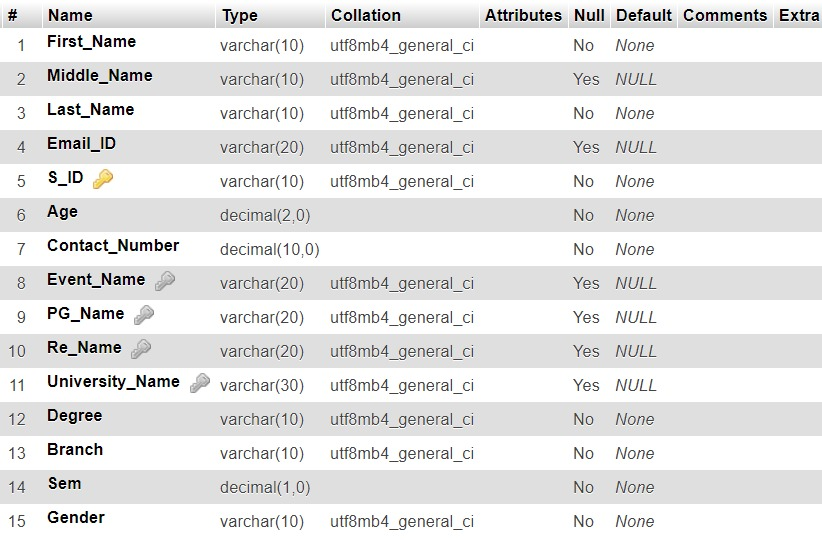 # Name Type Collation Attributes Null Default Comments Extra
1 First_Name varchar(10) utf8mb4_general_ci No None
2 Middle_Name varchar(10) utf8mb4_general_ci Yes NULL
3 Last_Name varchar(10) utf8mb4_general_ci No None
4 Email_ID varchar(20) utf8mb4_general_ci Yes NULL
5 S_ID varchar(10) utf8mb4_general_ci No None
6 Age decimal(2,0) No None
7 Contact_Number decimal(10,0) No None
8 Event_Name varchar(20) utf8mb4_general_ci Yes NULL
9 PG_Name varchar(20) utf8mb4_general_ci Yes NULL
10 Re_Name varchar(20) utf8mb4_general_ci Yes NULL
11 University_Name varchar(30) utf8mb4_general_ci Yes NULL
12 Degree varchar(10) utf8mb4_general_ci No None
13 Branch varchar(10) utf8mb4_general_ci No None
14 Sem decimal(1,0) No None
15 Gender varchar(10) utf8mb4_general_ci No None